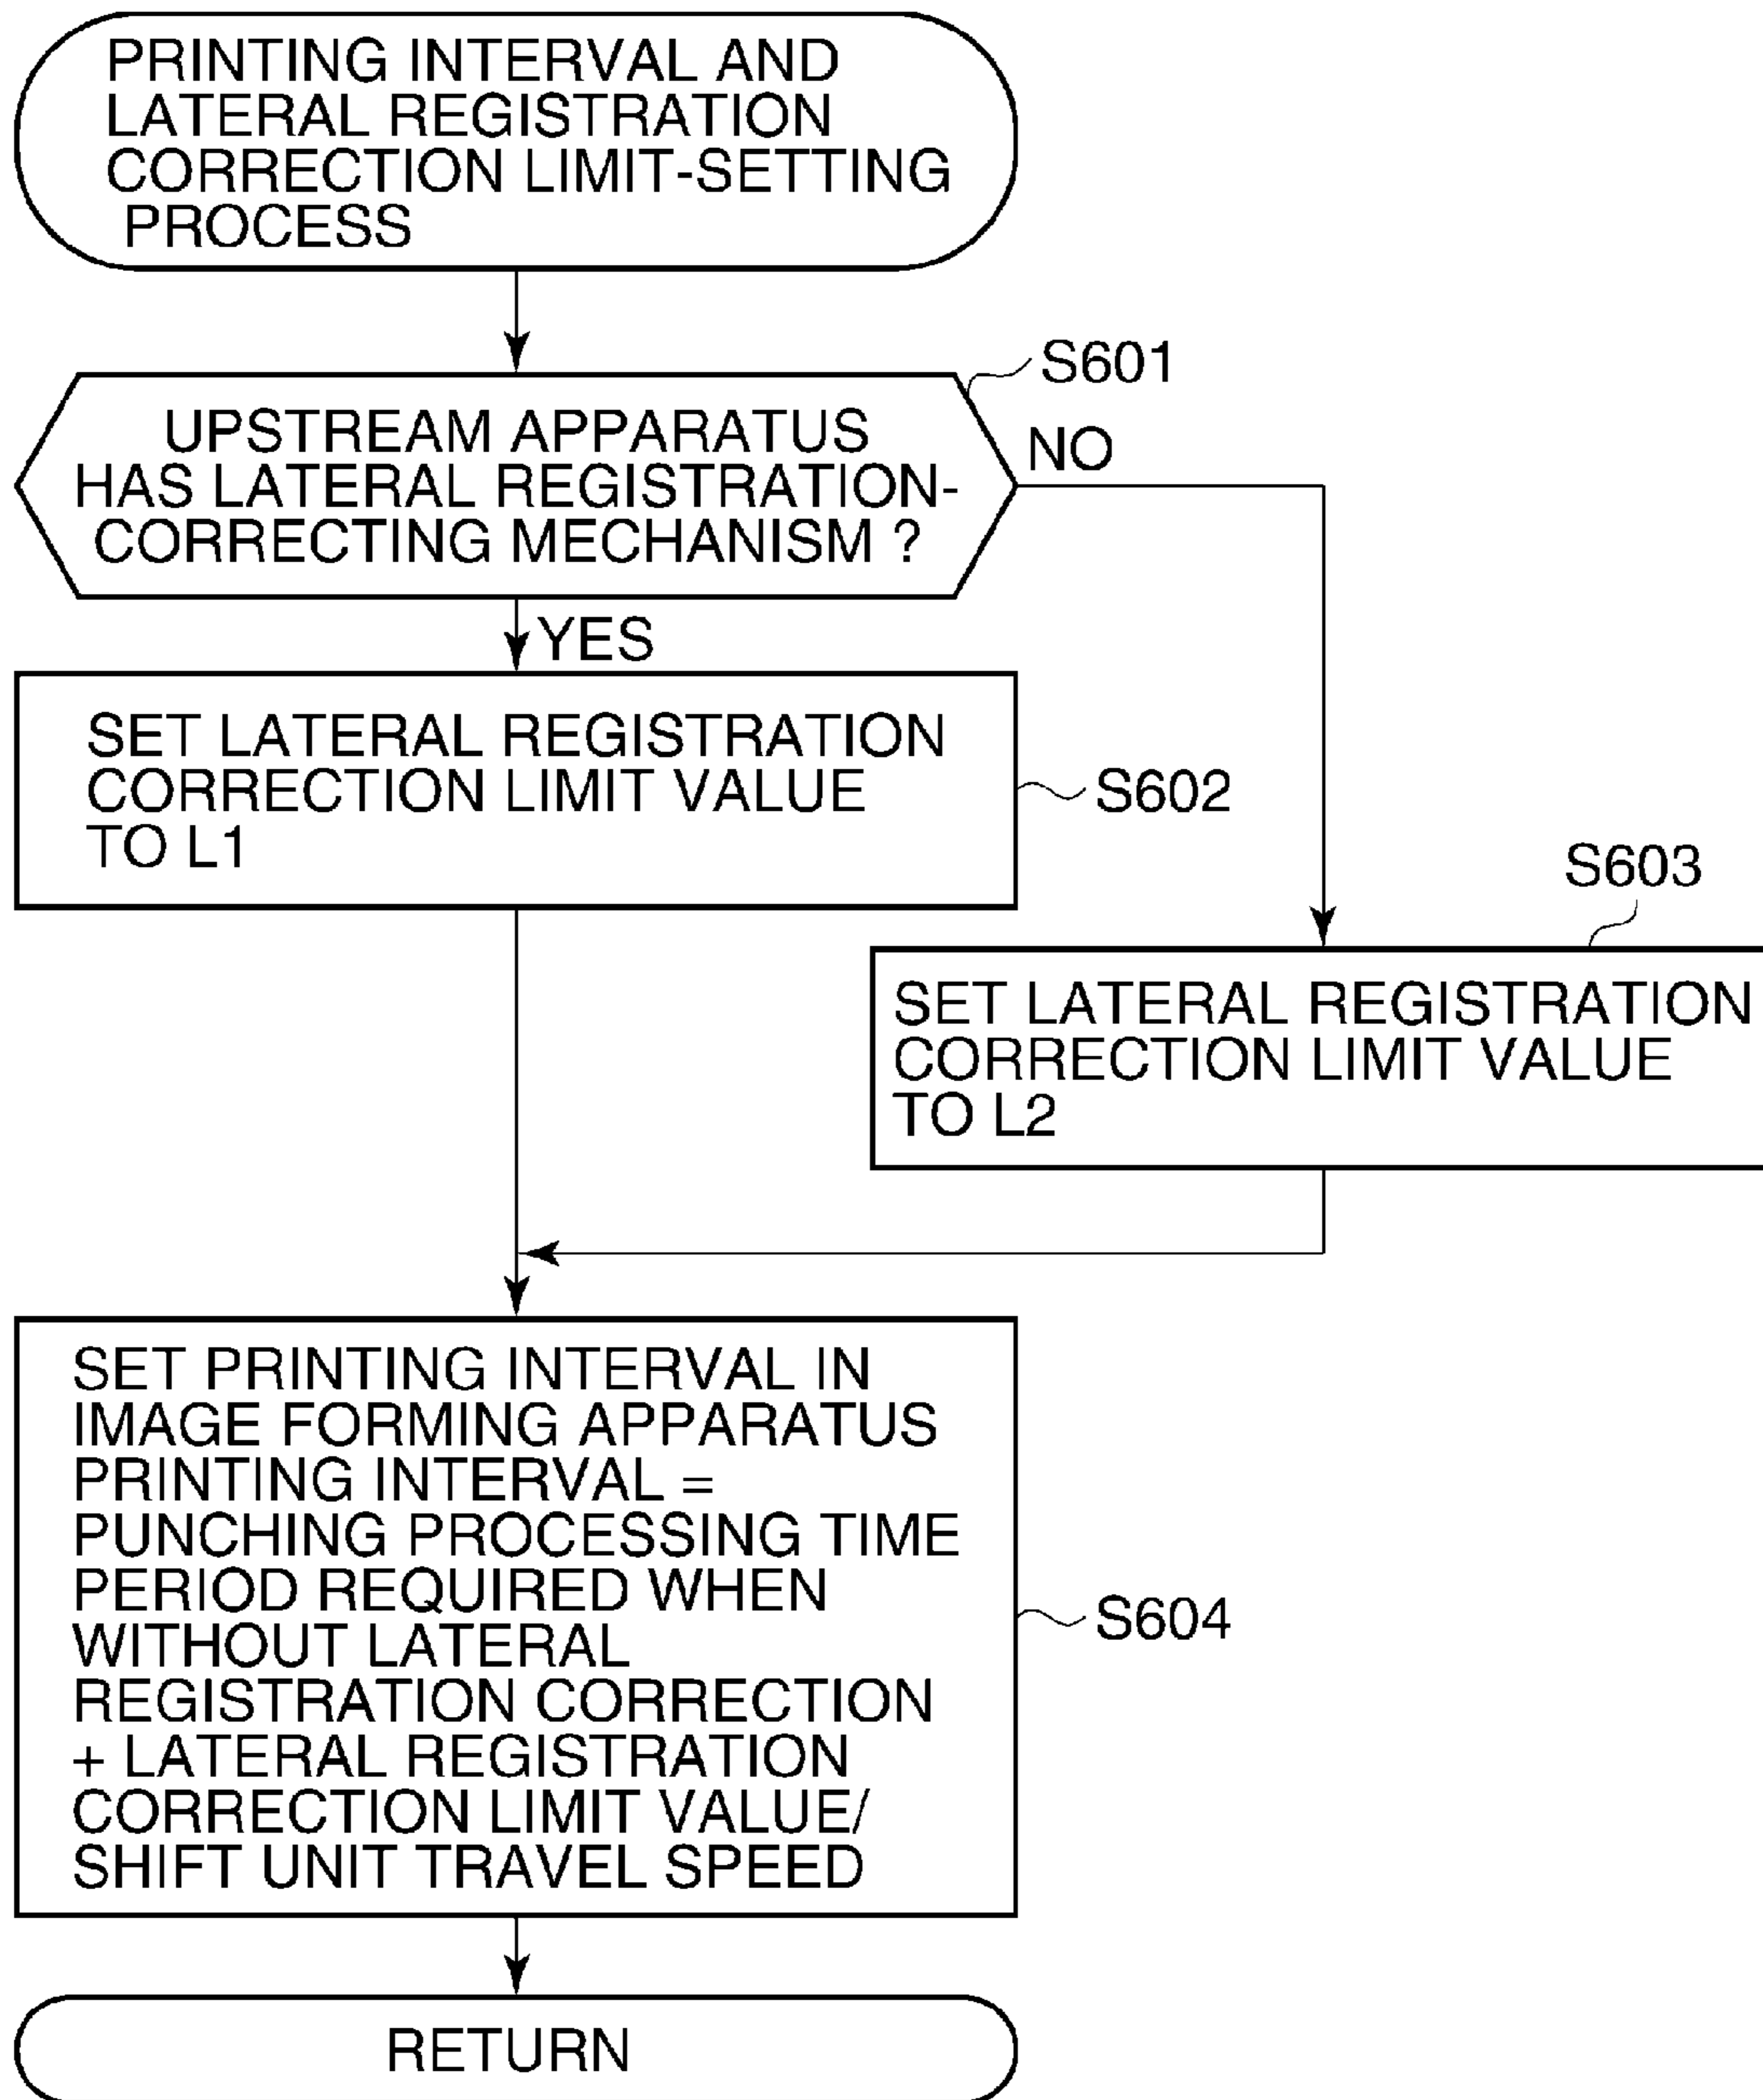 PRINTING INTERVAL AND
LATERAL REGISTRATION
CORRECTION LIMIT-SETTING
PROCESS
S601
UPSTREAM APPARATUS
HAS LATERAL REGISTRATION-
CORRECTING MECHANISM ?
NO
YES
SET LATERAL REGISTRATION
CORRECTION LIMIT VALUE
TO L1
S602
S603
SET LATERAL REGISTRATION
CORRECTION LIMIT VALUE
TO L2
SET PRINTING INTERVAL IN
IMAGE FORMING APPARATUS
PRINTING INTERVAL =
PUNCHING PROCESSING TIME
PERIOD REQUIRED WHEN
WITHOUT LATERAL
REGISTRATION CORRECTION
+ LATERAL REGISTRATION
CORRECTION LIMIT VALUE/
SHIFT UNIT TRAVEL SPEED
S604
RETURN